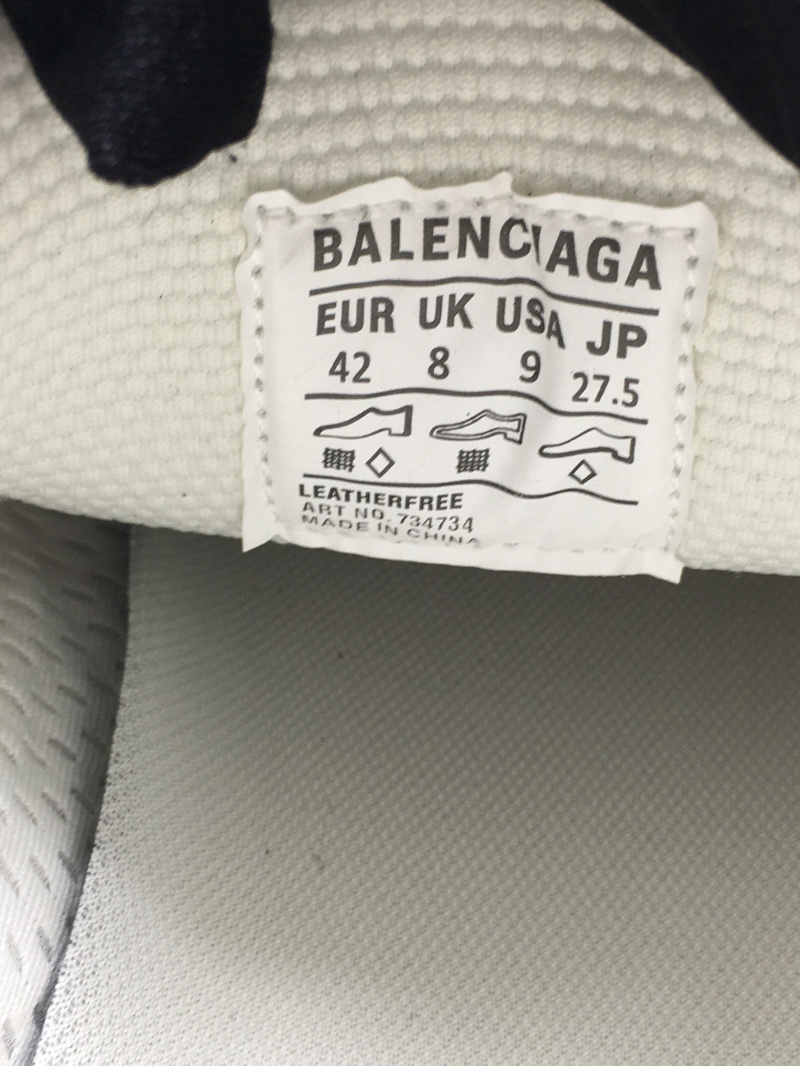 BALENCIAGA
EUR UK USA JP
42 8 9 27.5
LEATHERFREE
ART NO. 734734
MADE IN CHINA